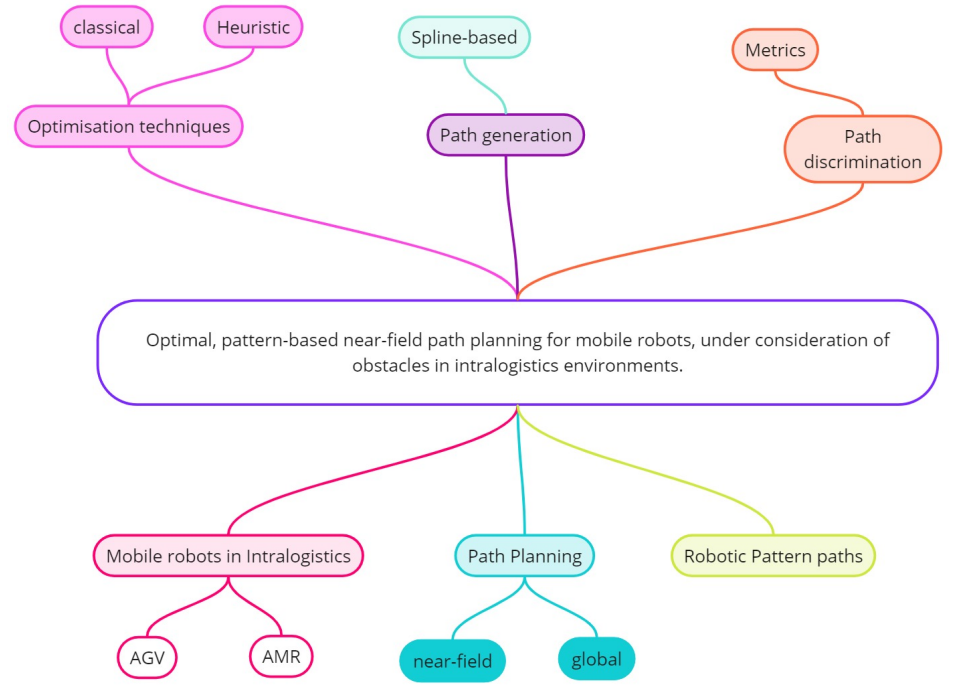 classical
Heuristic
Spline-based
Metrics
Optimisation techniques
Path generation
Path
discrimination
Optimal, pattern-based near-field path planning for mobile robots, under consideration of
obstacles in intralogistics environments.
Mobile robots in Intralogistics
Path Planning
Robotic Pattern paths
AGV
AMR
near-field
global